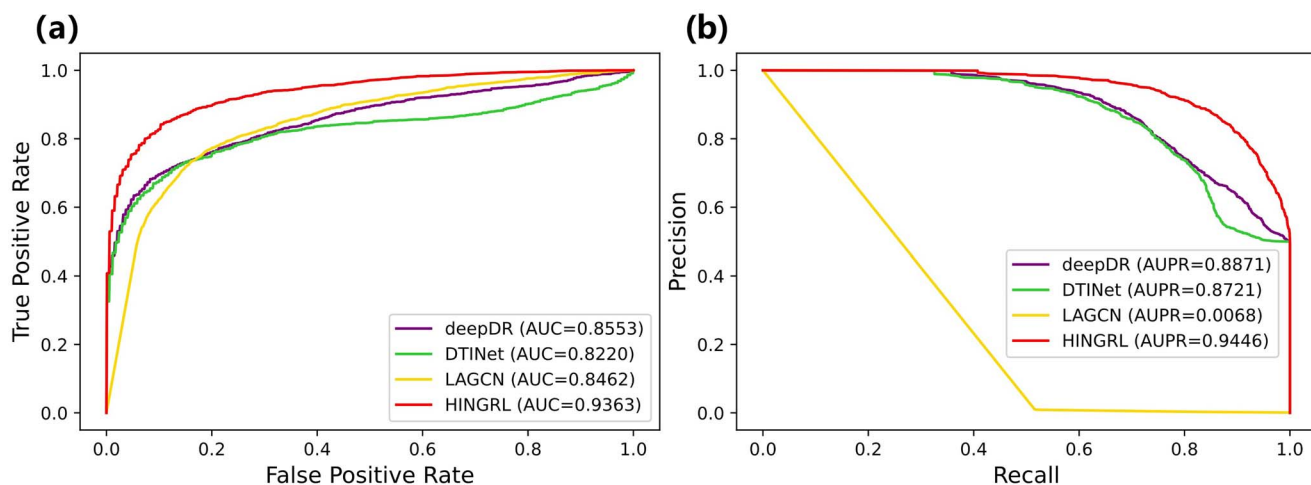 (a)
1.0
0.8
0.6
0.4
0.2
0.0
True Positive Rate
deepDR (AUC=0.8553)
DTINet (AUC=0.8220)
LAGCN (AUC=0.8462)
HINGRL (AUC=0.9363)
0.0 0.2 0.4 0.6 0.8 1.0
False Positive Rate
(b)
1.0
0.8
0.6
0.4
0.2
0.0
Precision
deepDR (AUPR=0.8871)
DTINet (AUPR=0.8721)
LAGCN (AUPR=0.0068)
HINGRL (AUPR=0.9446)
0.0 0.2 0.4 0.6 0.8 1.0
Recall